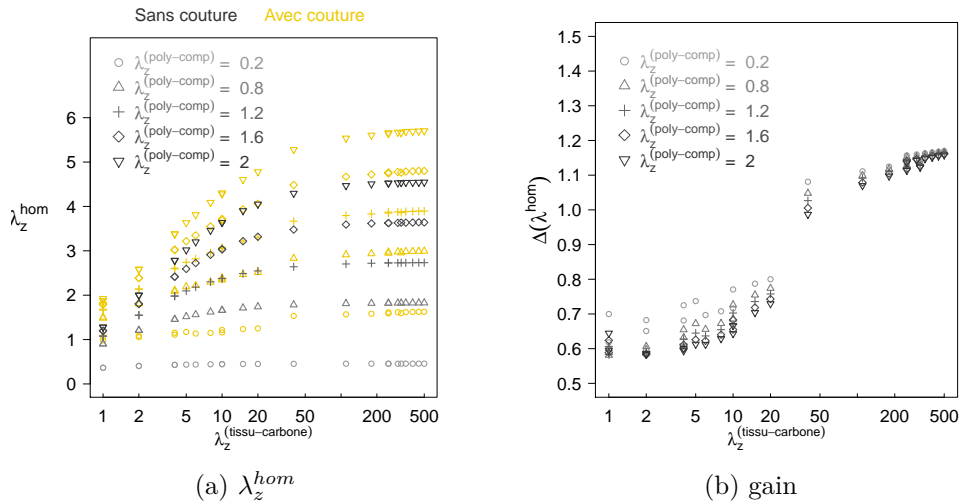 Sans couture Avec couture
λz^hom
6
5
4
3
2
1
0
λz^(poly−comp) = 0.2
λz^(poly−comp) = 0.8
λz^(poly−comp) = 1.2
λz^(poly−comp) = 1.6
λz^(poly−comp) = 2
1 2 5 10 20 50 200 500
λz^(tissu−carbone)
(a) λz^hom
Δ(λ^hom)
1.5
1.4
1.3
1.2
1.1
1.0
0.9
0.8
0.7
0.6
0.5
λz^(poly−comp) = 0.2
λz^(poly−comp) = 0.8
λz^(poly−comp) = 1.2
λz^(poly−comp) = 1.6
λz^(poly−comp) = 2
1 2 5 10 20 50 200 500
λz^(tissu−carbone)
(b) gain